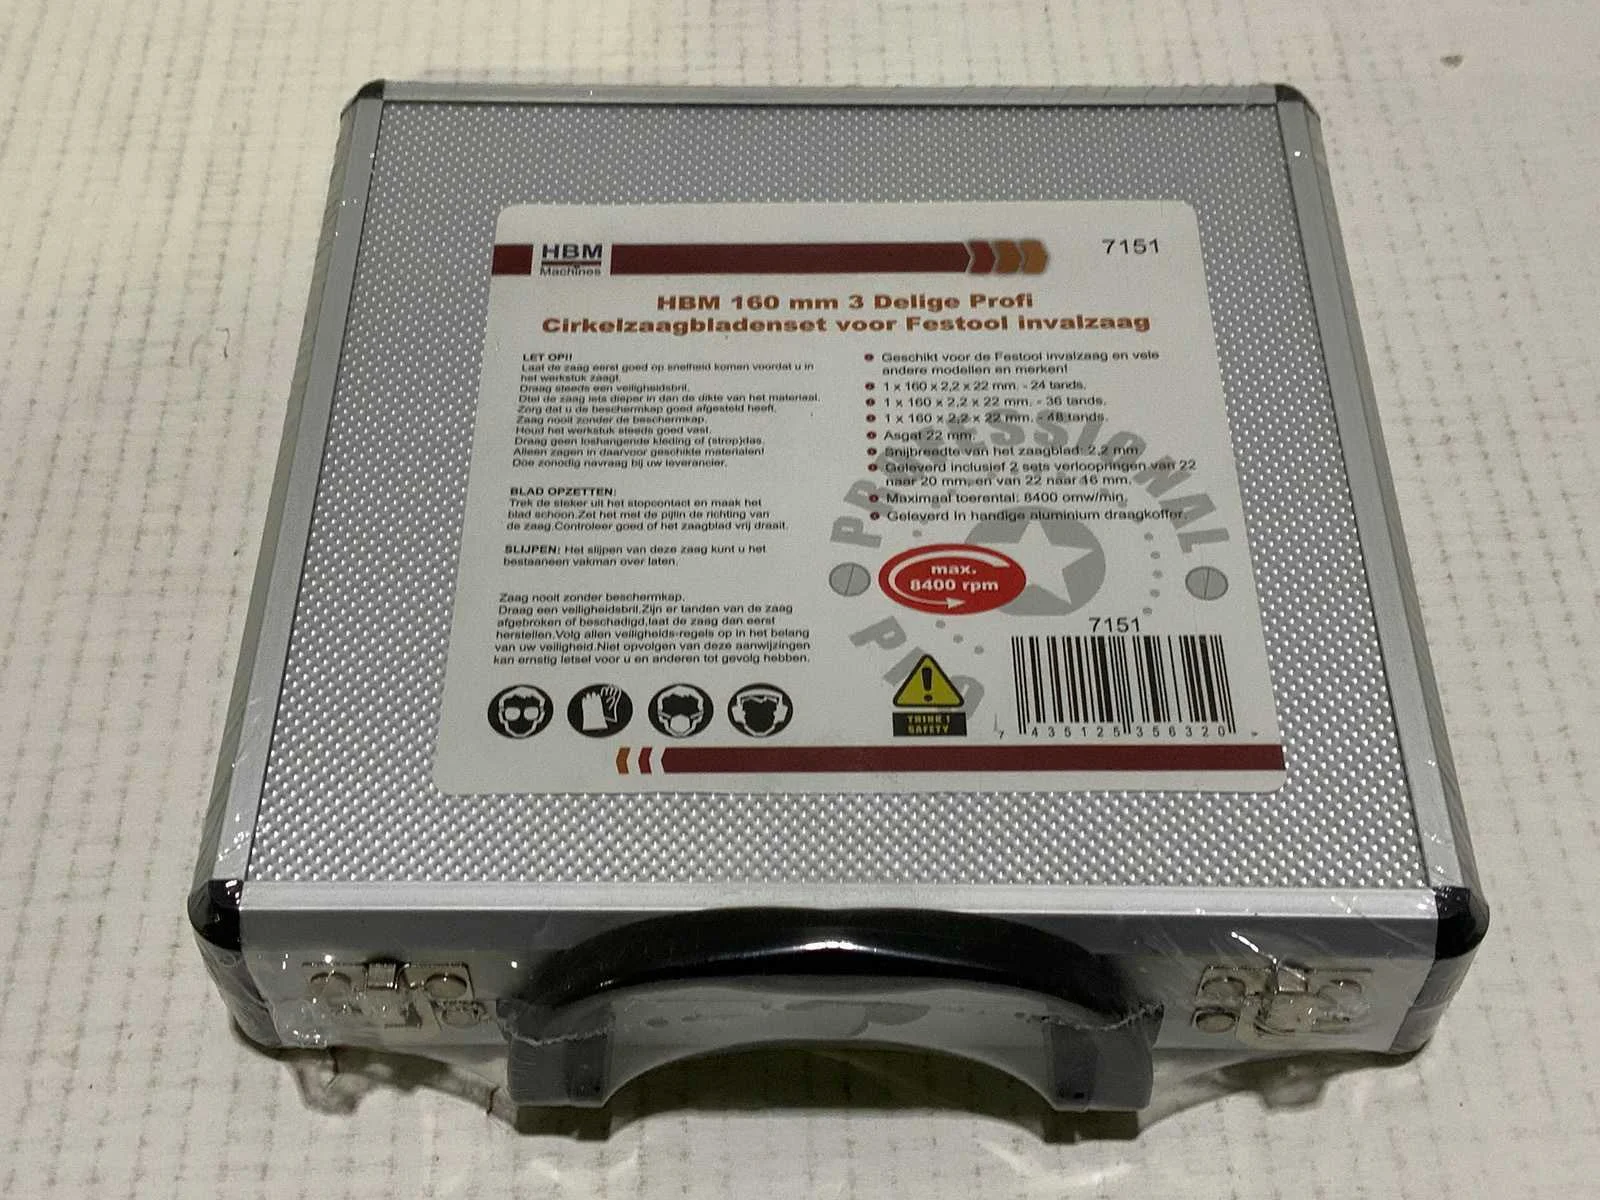 HBM
Machines
7151
HBM 160 mm 3 Delige Profi
Cirkelzaagbladenset voor Festool invalzaag
LET OP!!
Laat de zaag eerst goed op snelheid komen voordat u in
het werkstuk zaagt.
Draag steeds een veiligheidsbril.
Stel de zaag iets dieper in dan de dikte van het materiaal.
Zorg dat u de beschermkap goed afgesteld heeft.
Zaag nooit zonder de beschermkap.
Houd het werkstuk steeds goed vast.
Draag geen loshangende kleding of (strop)das.
Alleen zagen in daarvoor geschikte materialen!
Doe zonodig navraag bij uw leverancier.
BLAD OPZETTEN:
Trek de steker uit het stopcontact en maak het
blad schoon.Zet het met de pijlin de richting van
de zaag.Controleer goed of het zaagblad vrij draait.
SLIJPEN: Het slijpen van deze zaag kunt u het
bestaaneen vakman over laten.
Zaag nooit zonder beschermkap.
Draag een veiligheidsbril.Zijn er tanden van de zaag
afgebroken of beschadigd,laat de zaag dan eerst
herstellen.Volg allen veiligheids-regels op in het belang
van uw veiligheid.Niet opvolgen van deze aanwijzingen
kan ernstig letsel voor u en anderen tot gevolg hebben.
Geschikt voor de Festool invalzaag en vele
andere modellen en merken!
1 x 160 x 2,2 x 22 mm. - 24 tands.
1 x 160 x 2,2 x 22 mm. - 36 tands.
1 x 160 x 2,2 x 22 mm. - 48 tands.
Asgat 22 mm.
Snijbreedte van het zaagblad: 2,2 mm
Geleverd inclusief 2 sets verloopringen van 22
naar 20 mm, en van 22 naar 16 mm.
Maximaal toerental: 8400 omw/min.
Geleverd in handige aluminium draagkoffer.
PROFESSIONAL
PRO
max.
8400 rpm
THINK !
SAFETY
7151
7 435125 356320 >